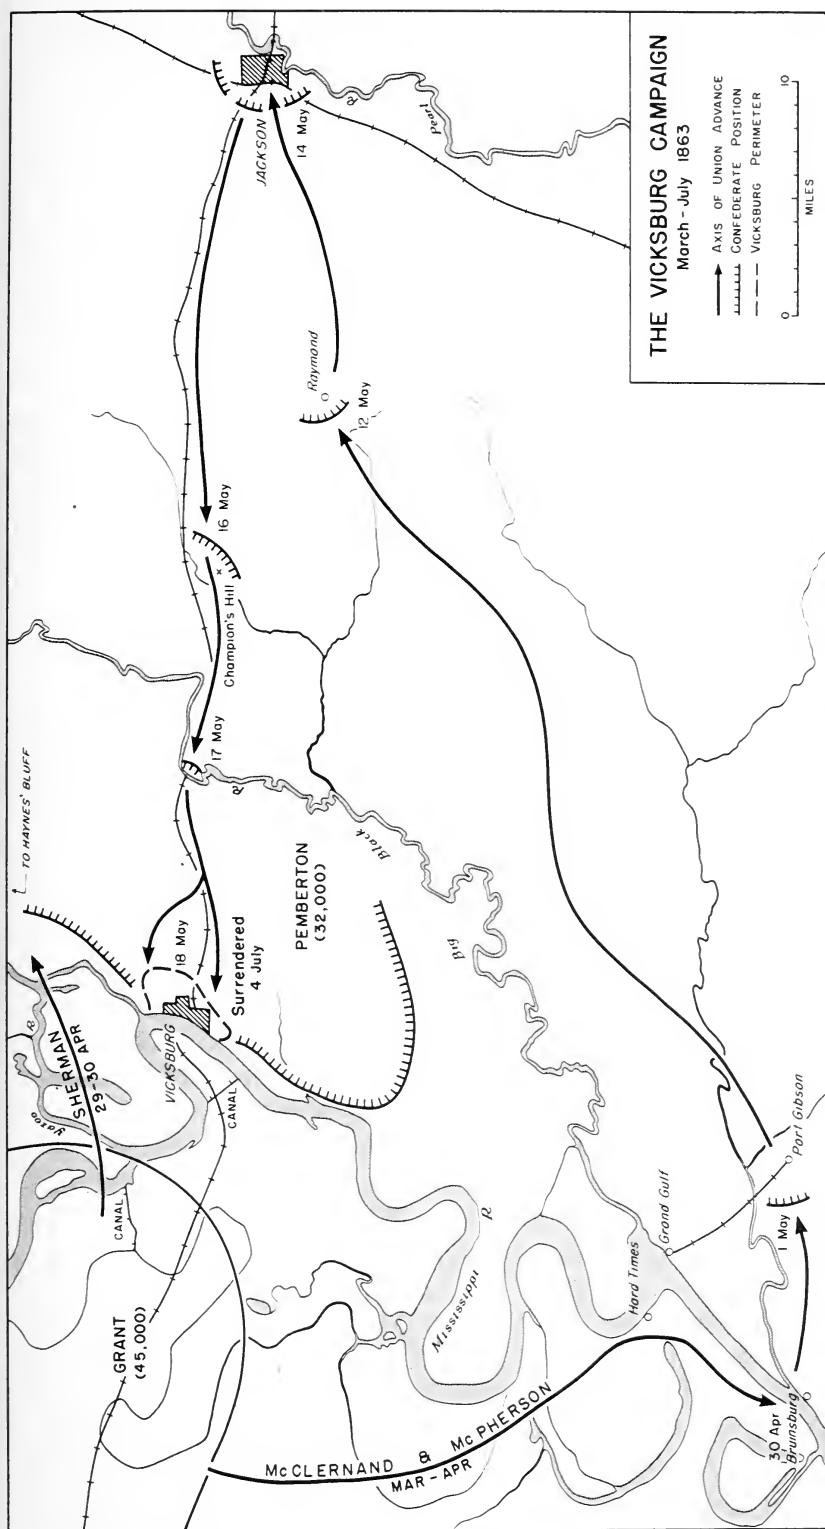 THE VICKSBURG CAMPAIGN
March - July 1863
AXIS OF UNION ADVANCE
CONFEDERATE POSITION
VICKSBURG PERIMETER
0
10
MILES
TO HAYNES' BLUFF
SHERMAN
29-30 APR
Yazoo
R
CANAL
GRANT
(45,000)
VICKSBURG
CANAL
18 May
Surrendered
4 July
PEMBERTON
(32,000)
17 May
R
Black
Big
Champion's Hill
16 May
JACKSON
14 May
R
Pearl
Raymond
12 May
Mississippi
R
McCLERNAND & McPHERSON
MAR-APR
Hard Times
Grand Gulf
30 Apr
Bruinsburg
1 May
Port Gibson